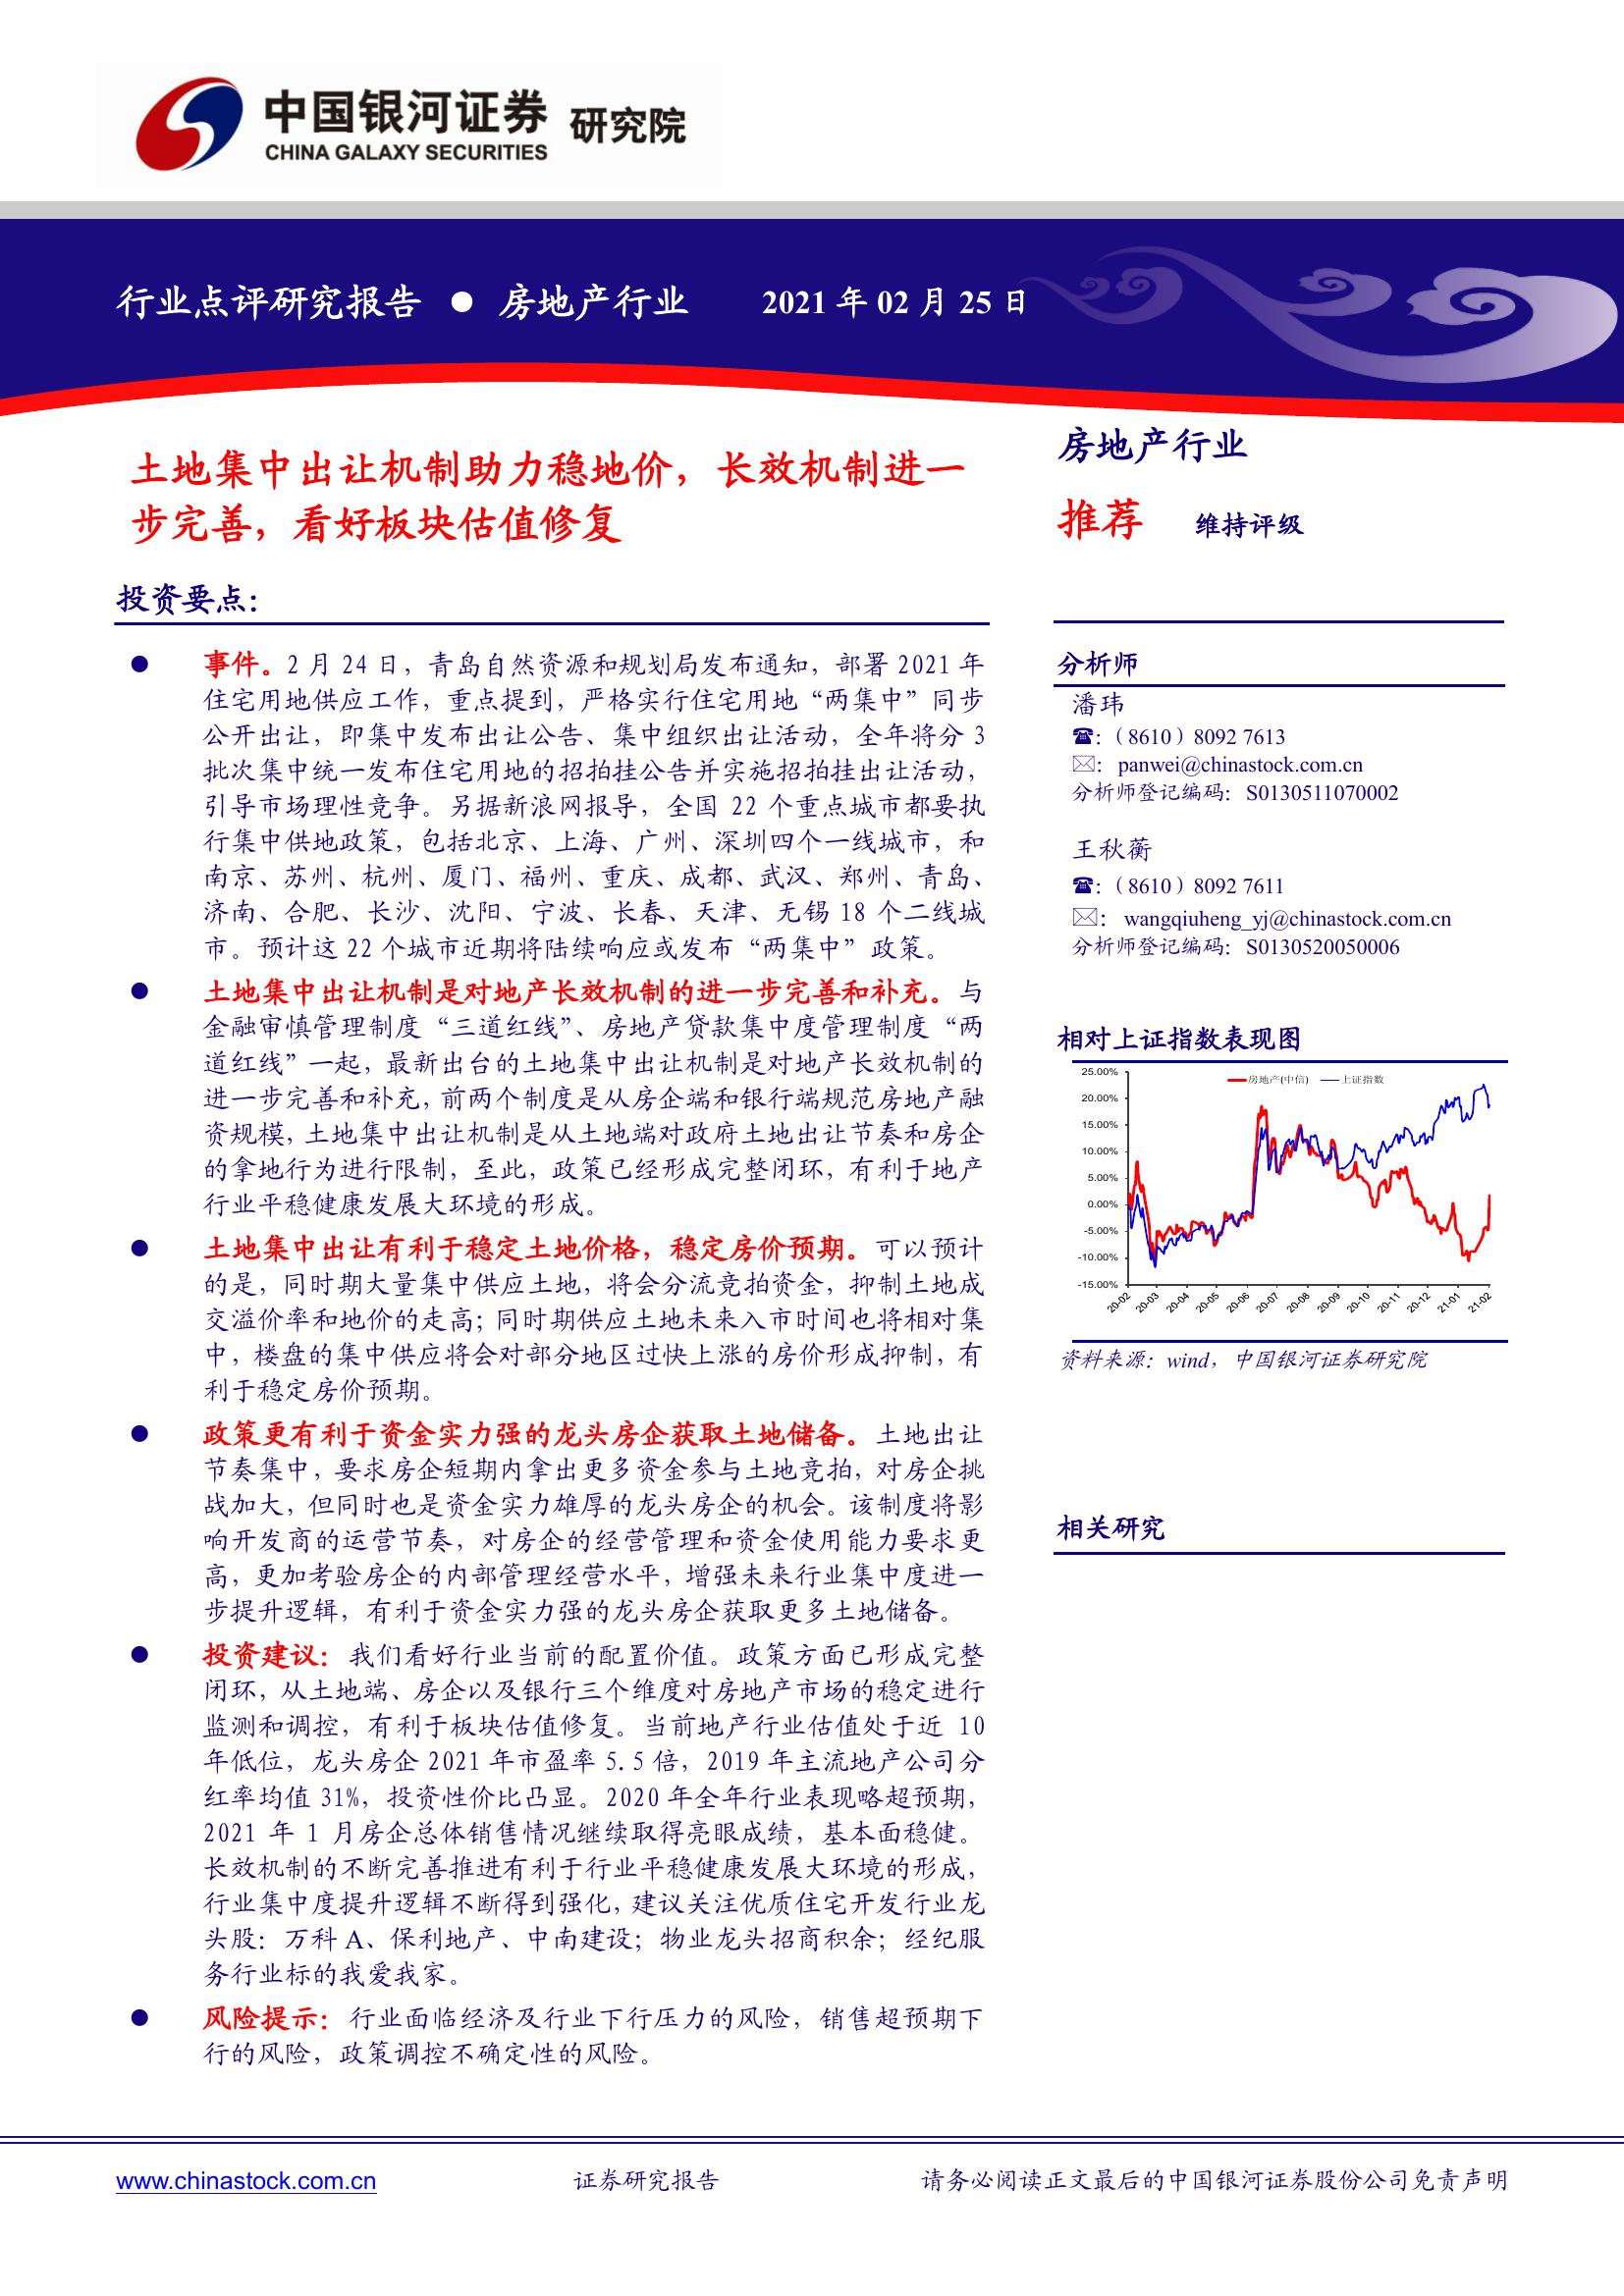 中国银河证券 研究院
CHINA GALAXY SECURITIES
行业点评研究报告 ● 房地产行业 2021 年 02 月 25 日
土地集中出让机制助力稳地价，长效机制进一
步完善，看好板块估值修复
投资要点：
● 事件。2 月 24 日，青岛自然资源和规划局发布通知，部署 2021 年
住宅用地供应工作，重点提到，严格实行住宅用地“两集中”同步
公开出让，即集中发布出让公告、集中组织出让活动，全年将分 3
批次集中统一发布住宅用地的招拍挂公告并实施招拍挂出让活动，
引导市场理性竞争。另据新浪网报导，全国 22 个重点城市都要执
行集中供地政策，包括北京、上海、广州、深圳四个一线城市，和
南京、苏州、杭州、厦门、福州、重庆、成都、武汉、郑州、青岛、
济南、合肥、长沙、沈阳、宁波、长春、天津、无锡 18 个二线城
市。预计这 22 个城市近期将陆续响应或发布“两集中”政策。
● 土地集中出让机制是对地产长效机制的进一步完善和补充。与
金融审慎管理制度“三道红线”、房地产贷款集中度管理制度“两
道红线”一起，最新出台的土地集中出让机制是对地产长效机制的
进一步完善和补充，前两个制度是从房企端和银行端规范房地产融
资规模，土地集中出让机制是从土地端对政府土地出让节奏和房企
的拿地行为进行限制，至此，政策已经形成完整闭环，有利于地产
行业平稳健康发展大环境的形成。
● 土地集中出让有利于稳定土地价格，稳定房价预期。可以预计
的是，同时期大量集中供应土地，将会分流竞拍资金，抑制土地成
交溢价率和地价的走高；同时期供应土地未来入市时间也将相对集
中，楼盘的集中供应将会对部分地区过快上涨的房价形成抑制，有
利于稳定房价预期。
● 政策更有利于资金实力强的龙头房企获取土地储备。土地出让
节奏集中，要求房企短期内拿出更多资金参与土地竞拍，对房企挑
战加大，但同时也是资金实力雄厚的龙头房企的机会。该制度将影
响开发商的运营节奏，对房企的经营管理和资金使用能力要求更
高，更加考验房企的内部管理经营水平，增强未来行业集中度进一
步提升逻辑，有利于资金实力强的龙头房企获取更多土地储备。
● 投资建议：我们看好行业当前的配置价值。政策方面已形成完整
闭环，从土地端、房企以及银行三个维度对房地产市场的稳定进行
监测和调控，有利于板块估值修复。当前地产行业估值处于近 10
年低位，龙头房企 2021 年市盈率 5.5 倍，2019 年主流地产公司分
红率均值 31%，投资性价比凸显。2020 年全年行业表现略超预期，
2021 年 1 月房企总体销售情况继续取得亮眼成绩，基本面稳健。
长效机制的不断完善推进有利于行业平稳健康发展大环境的形成，
行业集中度提升逻辑不断得到强化，建议关注优质住宅开发行业龙
头股：万科 A、保利地产、中南建设；物业龙头招商积余；经纪服
务行业标的我爱我家。
● 风险提示：行业面临经济及行业下行压力的风险，销售超预期下
行的风险，政策调控不确定性的风险。
房地产行业
推荐 维持评级
分析师
潘玮
☎：（8610）8092 7613
✉：panwei@chinastock.com.cn
分析师登记编码：S0130511070002
王秋蘅
☎：（8610）8092 7611
✉：wangqiuheng_yj@chinastock.com.cn
分析师登记编码：S0130520050006
相对上证指数表现图
房地产(中信) 上证指数
25.00%
20.00%
15.00%
10.00%
5.00%
0.00%
-5.00%
-10.00%
-15.00%
20-02 20-03 20-04 20-05 20-06 20-07 20-08 20-09 20-10 20-11 20-12 21-01 21-02
资料来源：wind，中国银河证券研究院
相关研究
www.chinastock.com.cn 证券研究报告 请务必阅读正文最后的中国银河证券股份公司免责声明